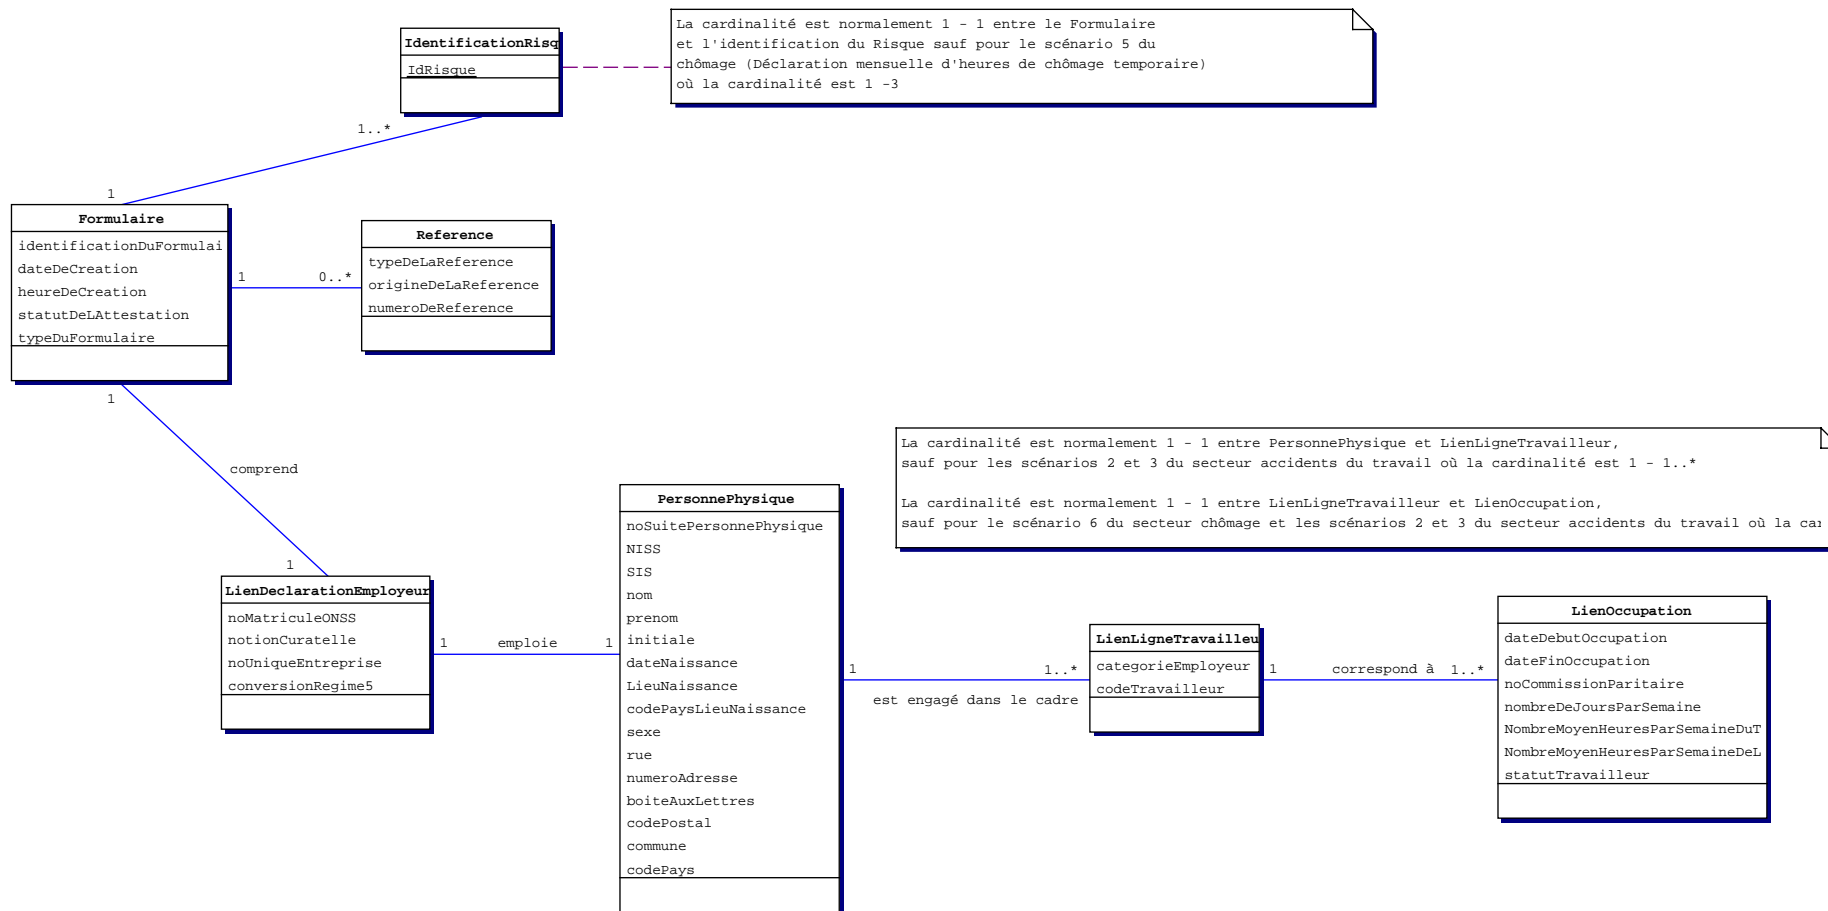 IdentificationRisq
IdRisque
La cardinalité est normalement 1 - 1 entre le Formulaire
et l'identification du Risque sauf pour le scénario 5 du
chômage (Déclaration mensuelle d'heures de chômage temporaire)
où la cardinalité est 1 -3
1..*
1
Formulaire
identificationDuFormulai
dateDeCreation
heureDeCreation
statutDeLAttestation
typeDuFormulaire
1
0..*
Reference
typeDeLaReference
origineDeLaReference
numeroDeReference
1
comprend
1
LienDeclarationEmployeur
noMatriculeONSS
notionCuratelle
noUniqueEntreprise
conversionRegime5
1
emploie
1
PersonnePhysique
noSuitePersonnePhysique
NISS
SIS
nom
prenom
initiale
dateNaissance
LieuNaissance
codePaysLieuNaissance
sexe
rue
numeroAdresse
boiteAuxLettres
codePostal
commune
codePays
La cardinalité est normalement 1 - 1 entre PersonnePhysique et LienLigneTravailleur,
sauf pour les scénarios 2 et 3 du secteur accidents du travail où la cardinalité est 1 - 1..*
La cardinalité est normalement 1 - 1 entre LienLigneTravailleur et LienOccupation,
sauf pour le scénario 6 du secteur chômage et les scénarios 2 et 3 du secteur accidents du travail où la car
1
1..*
est engagé dans le cadre
LienLigneTravailleu
categorieEmployeur
codeTravailleur
1
correspond à
1..*
LienOccupation
dateDebutOccupation
dateFinOccupation
noCommissionParitaire
nombreDeJoursParSemaine
NombreMoyenHeuresParSemaineDuT
NombreMoyenHeuresParSemaineDeL
statutTravailleur